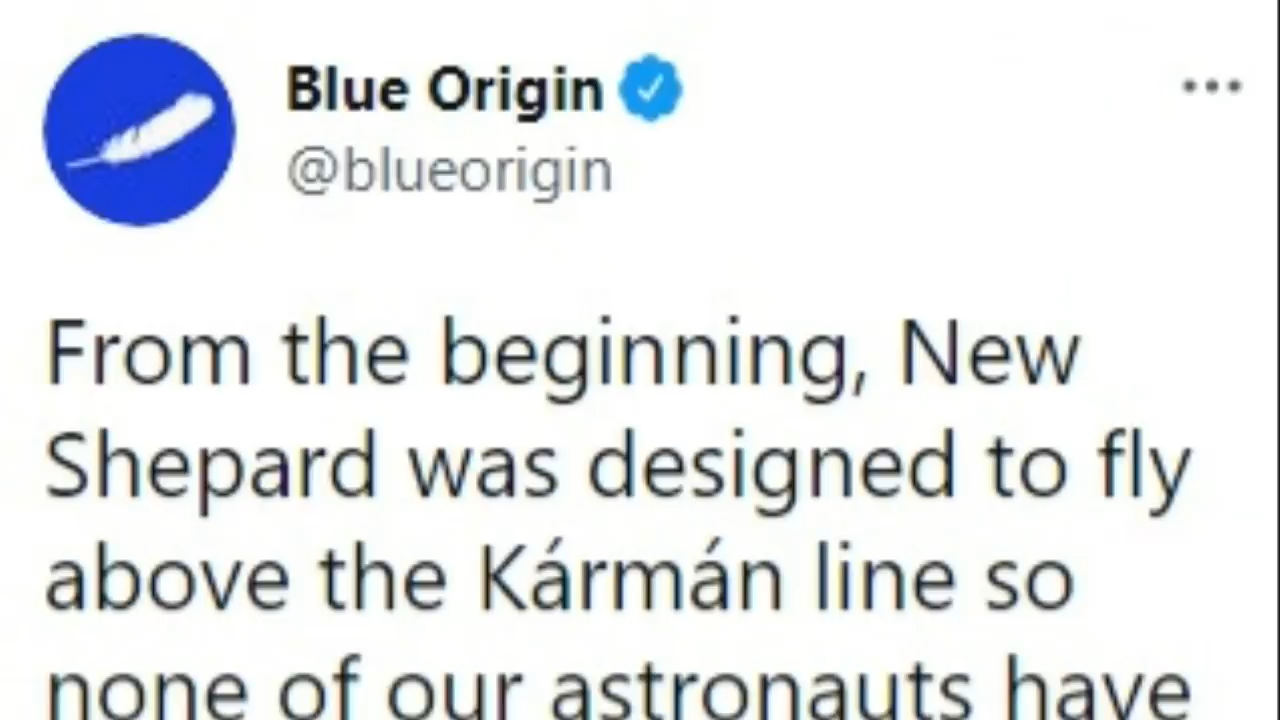 Blue Origin
@blueorigin
From the beginning, New
Shepard was designed to fly
above the Kármán line so
none of our astronauts have